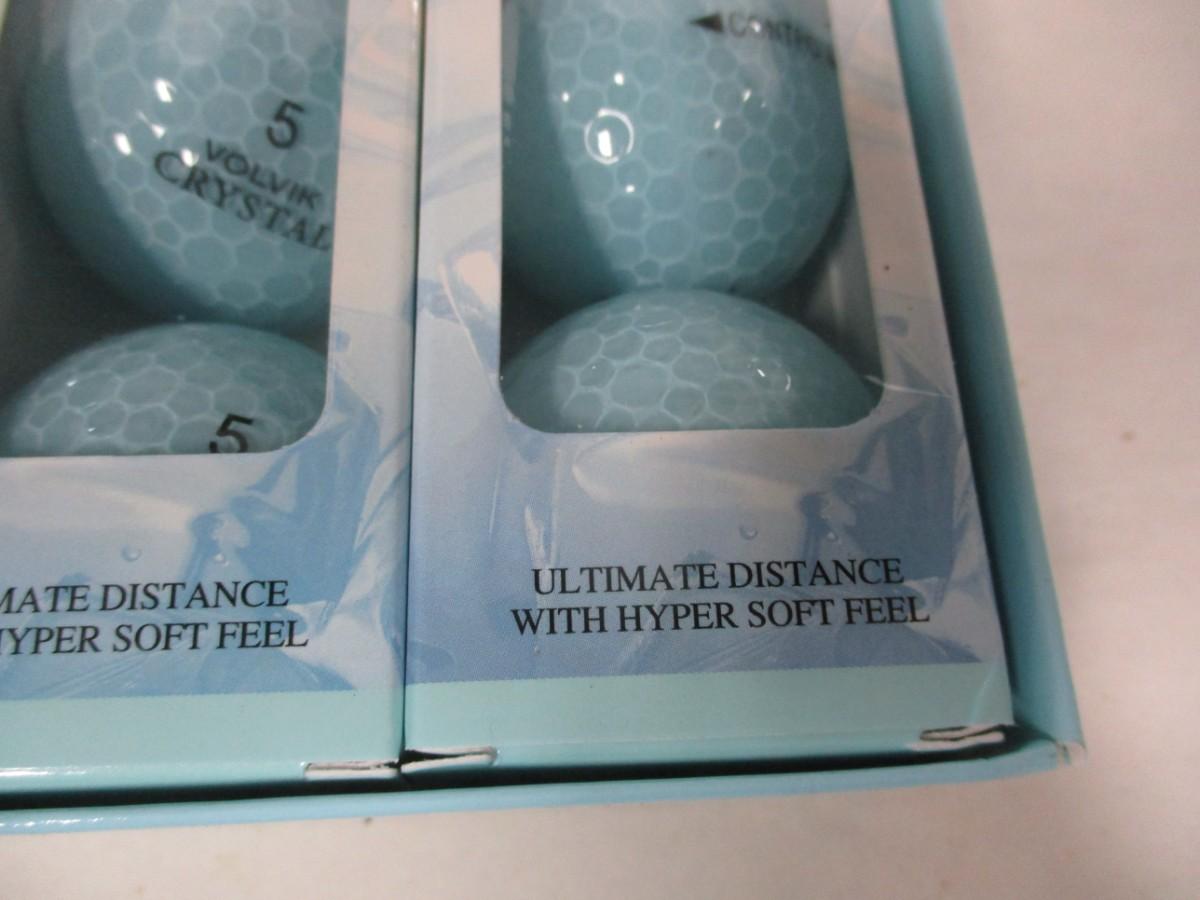 5
VOLVIK
CRYSTAL
5
MATE DISTANCE
HYPER SOFT FEEL
ULTIMATE DISTANCE
WITH HYPER SOFT FEEL